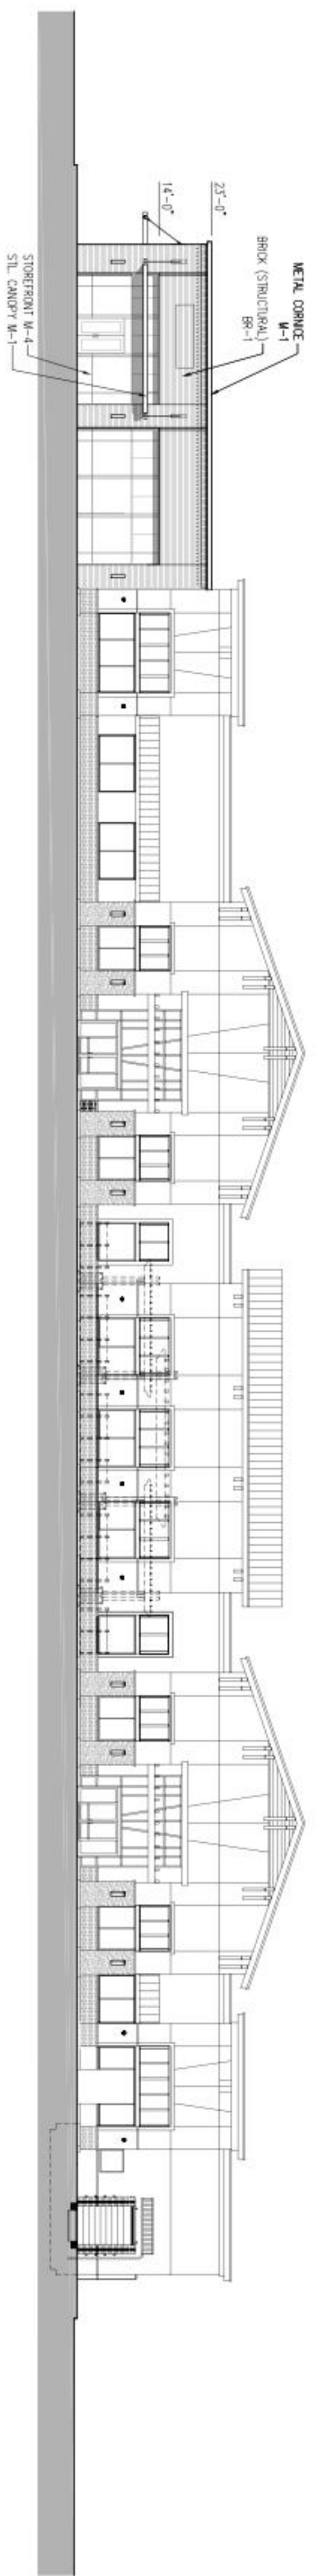 METAL CORNICE
M-1
BRICK (STRUCTURAL)
BR-1
23'-0"
14'-0"
STOREFRONT M-4
STL. CANOPY M-1